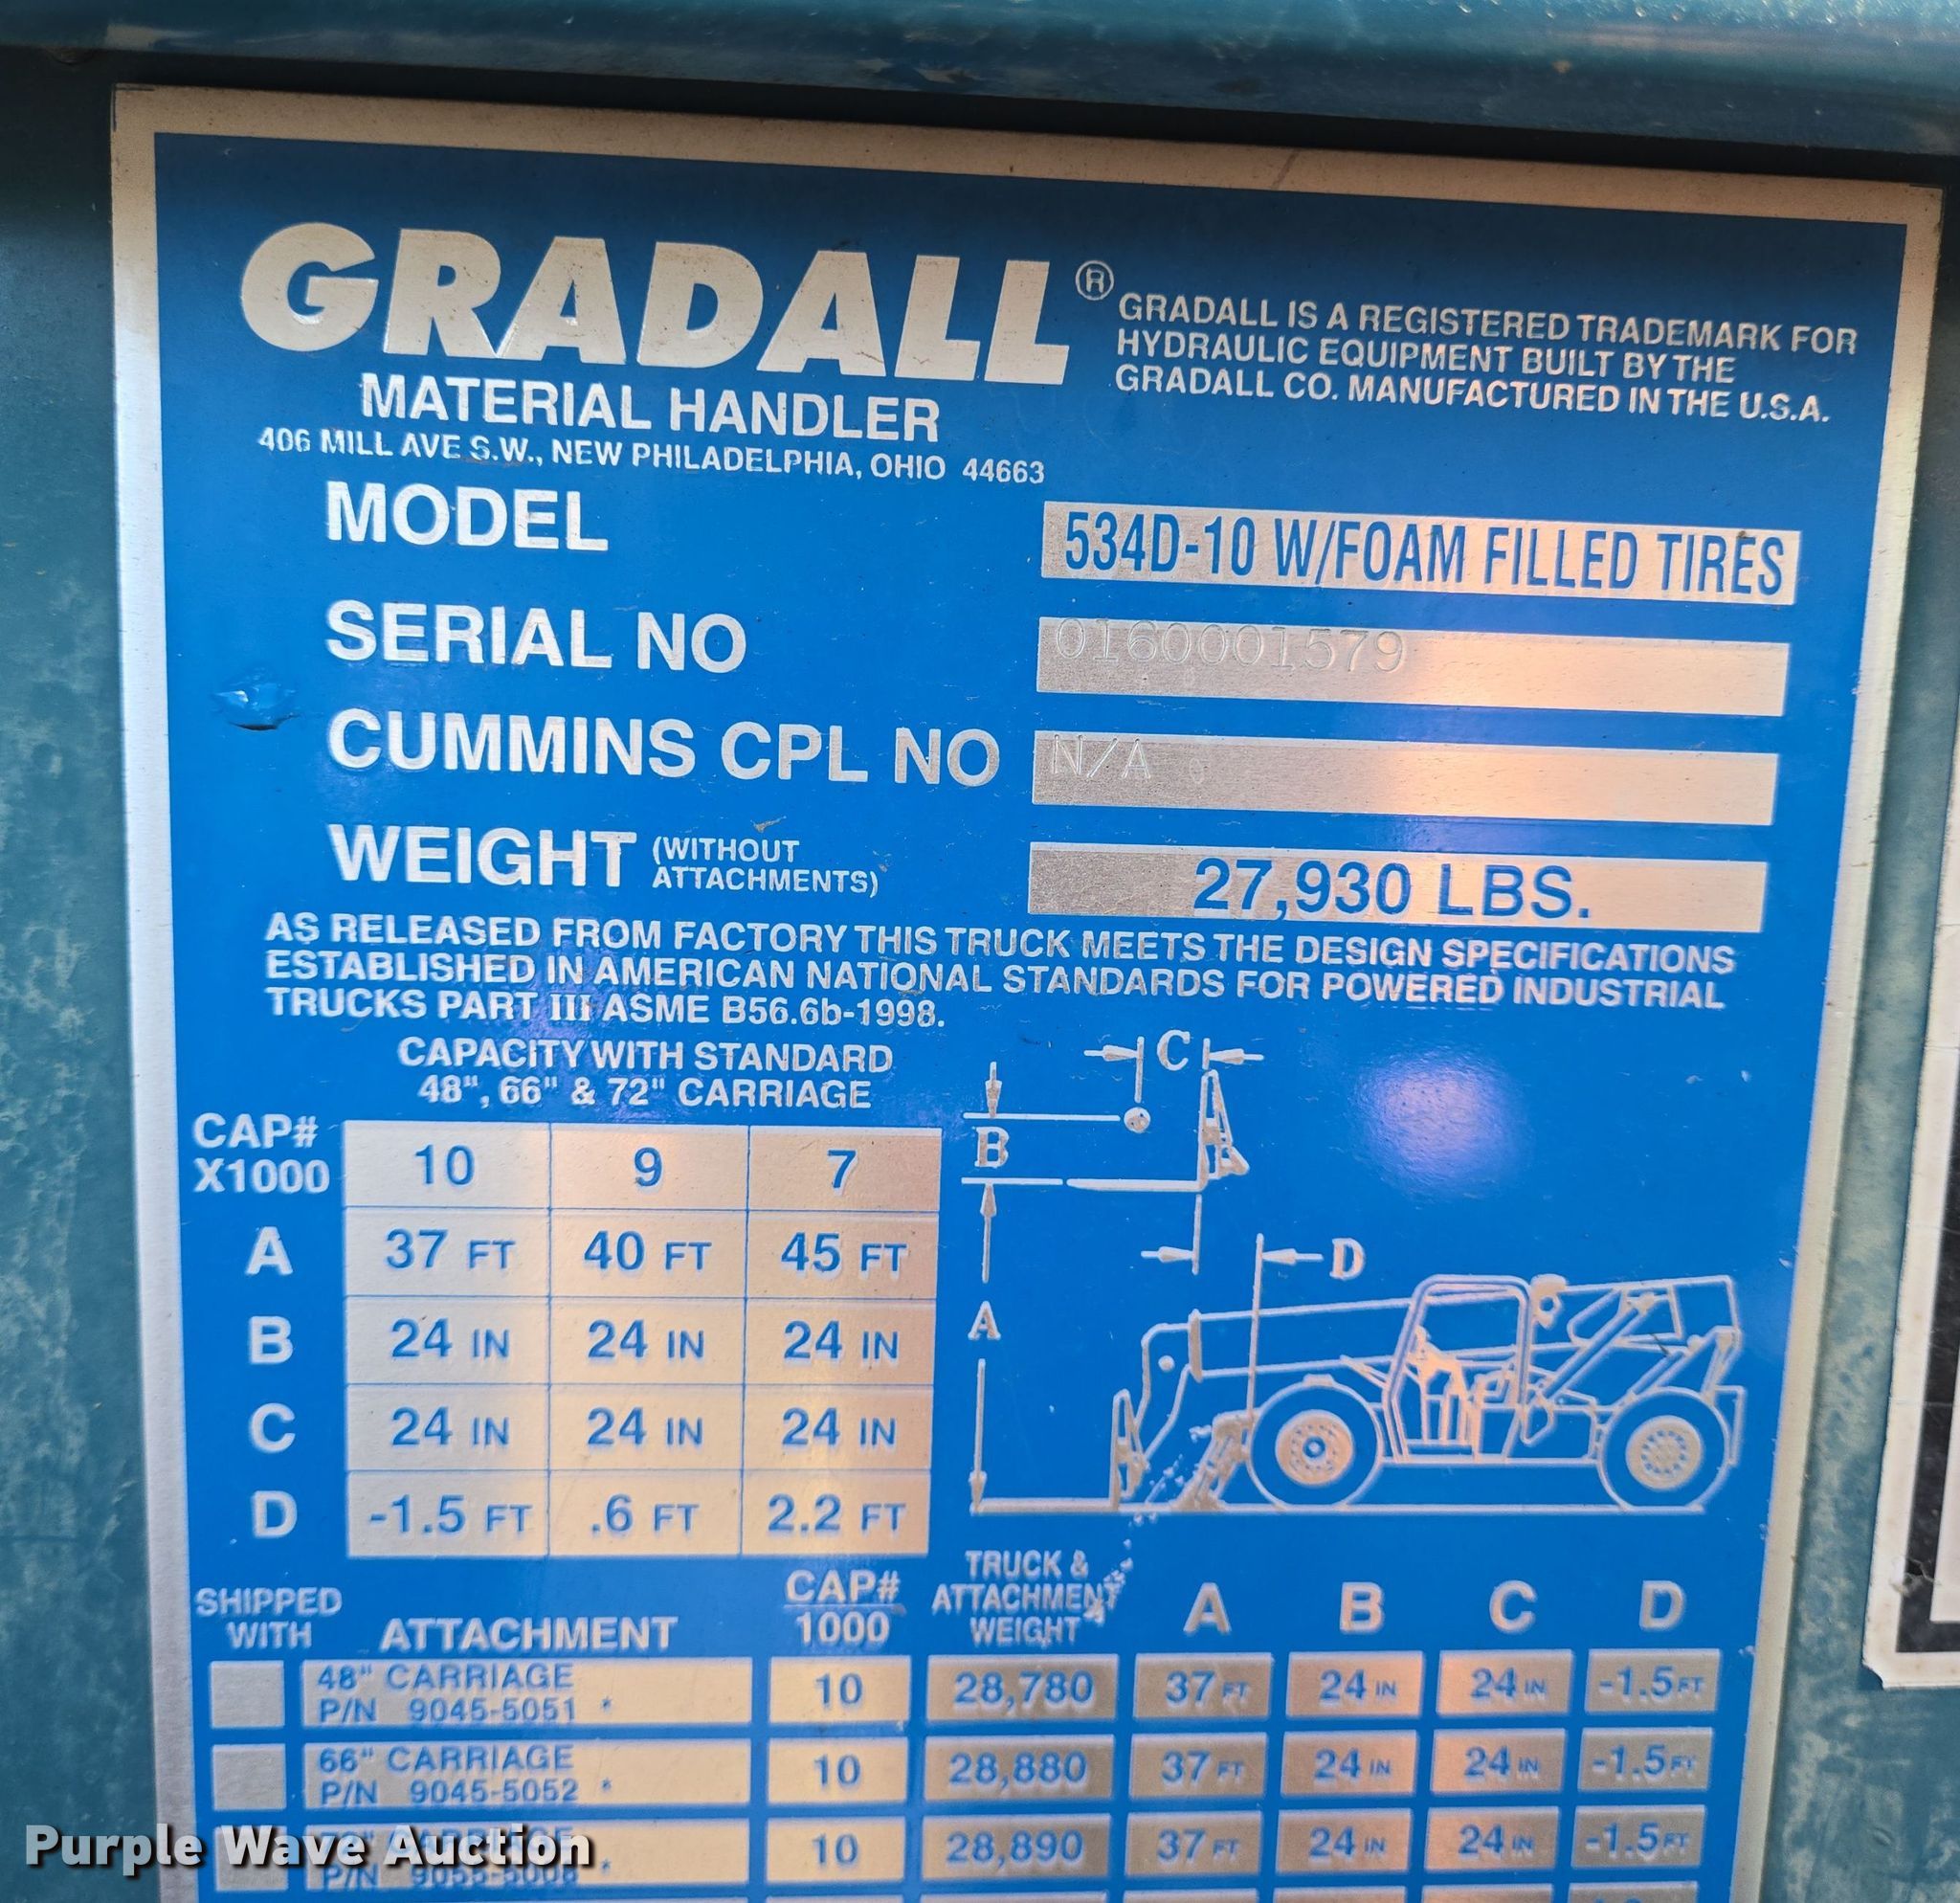 GRADALL®
GRADALL IS A REGISTERED TRADEMARK FOR
HYDRAULIC EQUIPMENT BUILT BY THE
GRADALL CO. MANUFACTURED IN THE U.S.A.
MATERIAL HANDLER
406 MILL AVE S.W., NEW PHILADELPHIA, OHIO 44663
MODEL 534D-10 W/FOAM FILLED TIRES
SERIAL NO 0160001579
CUMMINS CPL NO N/A
WEIGHT (WITHOUT ATTACHMENTS) 27,930 LBS.
AS RELEASED FROM FACTORY THIS TRUCK MEETS THE DESIGN SPECIFICATIONS
ESTABLISHED IN AMERICAN NATIONAL STANDARDS FOR POWERED INDUSTRIAL
TRUCKS PART III ASME B56.6b-1998.
CAPACITY WITH STANDARD
48", 66" & 72" CARRIAGE
CAP# X1000 10 9 7
A 37 FT 40 FT 45 FT
B 24 IN 24 IN 24 IN
C 24 IN 24 IN 24 IN
D -1.5 FT .6 FT 2.2 FT
C
B
D
A
SHIPPED WITH ATTACHMENT CAP# 1000 TRUCK & ATTACHMENT WEIGHT A B C D
48" CARRIAGE P/N 9045-5051 * 10 28,780 37 FT 24 IN 24 IN -1.5 FT
66" CARRIAGE P/N 9045-5052 * 10 28,880 37 FT 24 IN 24 IN -1.5 FT
P/N 10 28,890 37 FT 24 IN 24 IN -1.5 FT
Purple Wave Auction